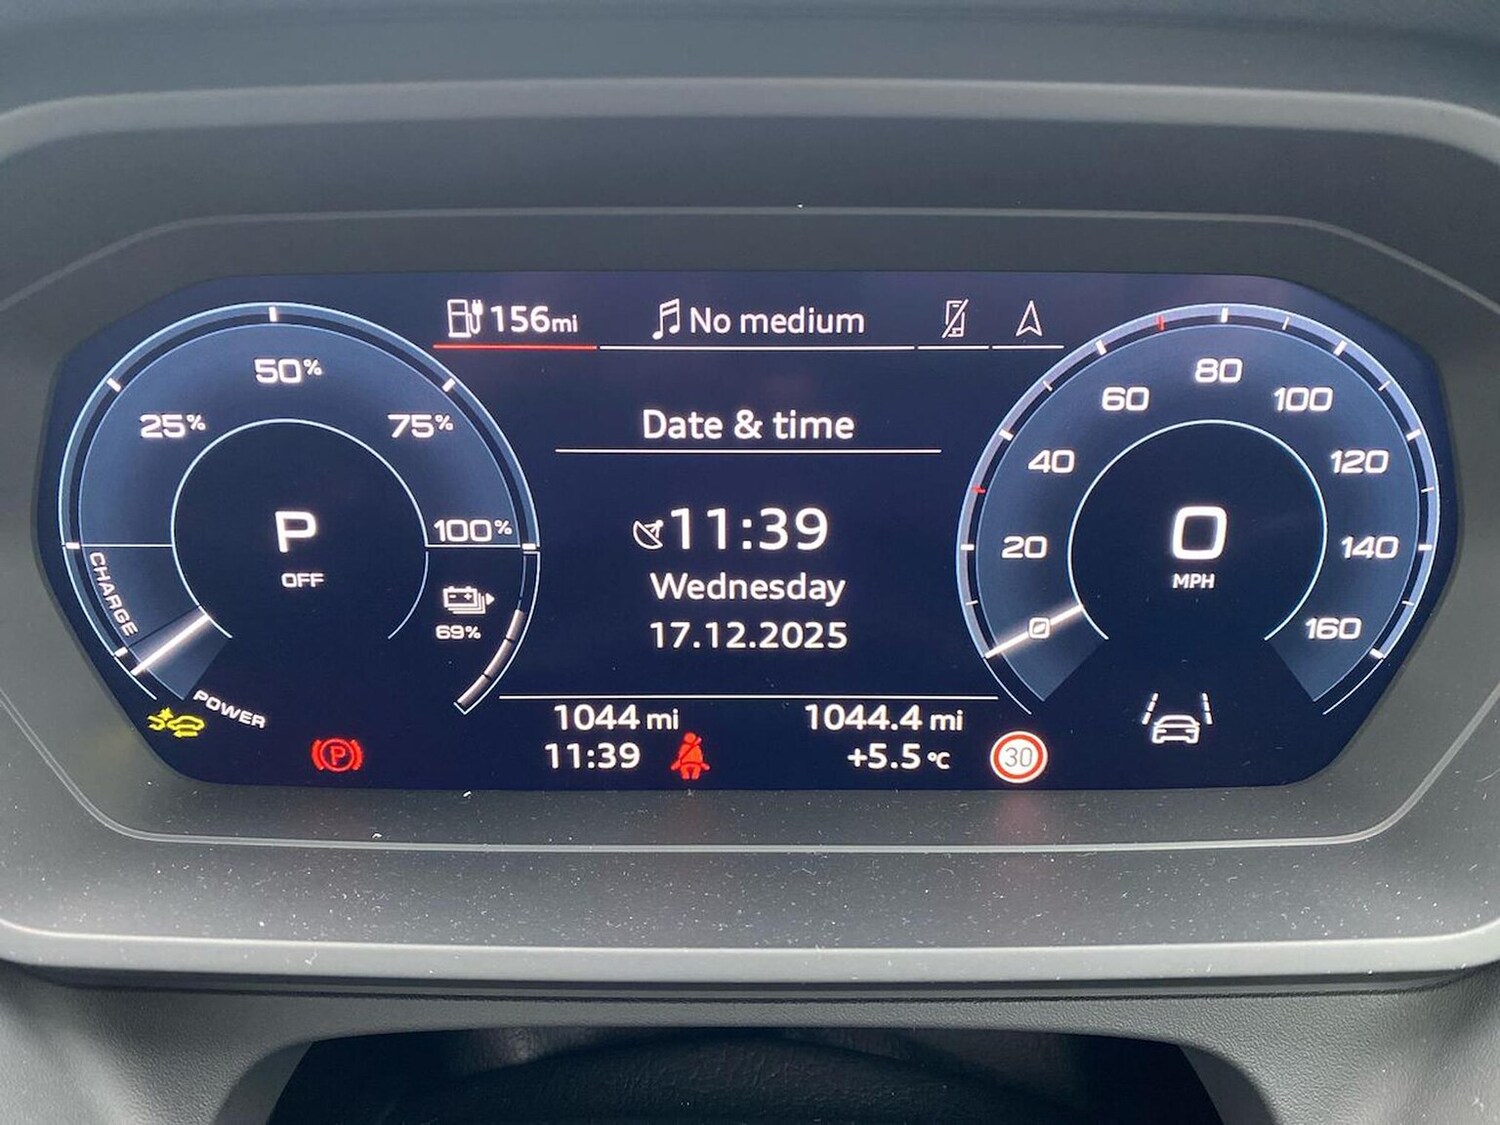 156mi
No medium
50%
25%
75%
100%
P
OFF
CHARGE
POWER
69%
Date & time
11:39
Wednesday
17.12.2025
1044 mi
11:39
1044.4 mi
+5.5 °C
P
30
0
20
40
60
80
100
120
140
160
0
MPH